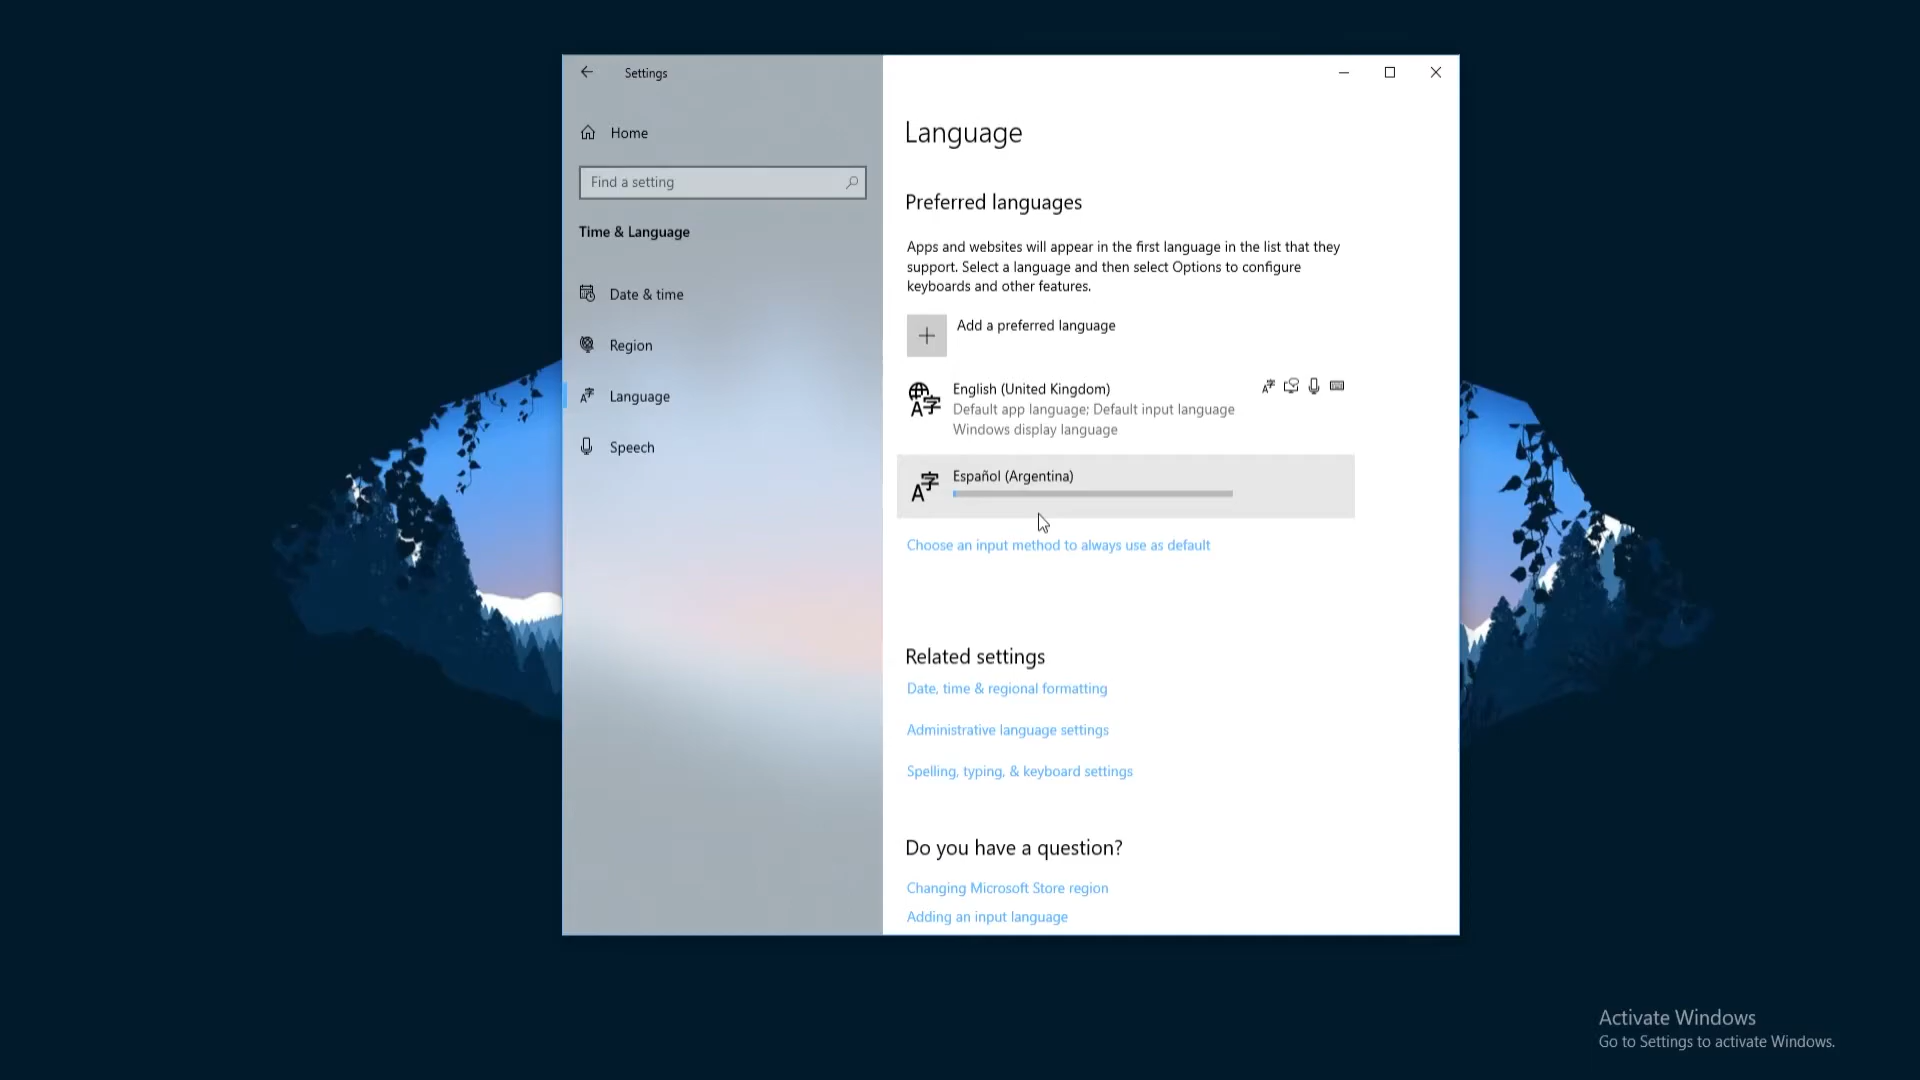 Settings
Home
Find a setting
Time & Language
Date & time
Region
Language
Speech
Language
Preferred languages
Apps and websites will appear in the first language in the list that they
support. Select a language and then select Options to configure
keyboards and other features.
Add a preferred language
English (United Kingdom)
Default app language; Default input language
Windows display language
Español (Argentina)
Choose an input method to always use as default
Related settings
Date, time & regional formatting
Administrative language settings
Spelling, typing, & keyboard settings
Do you have a question?
Changing Microsoft Store region
Adding an input language
Activate Windows
Go to Settings to activate Windows.